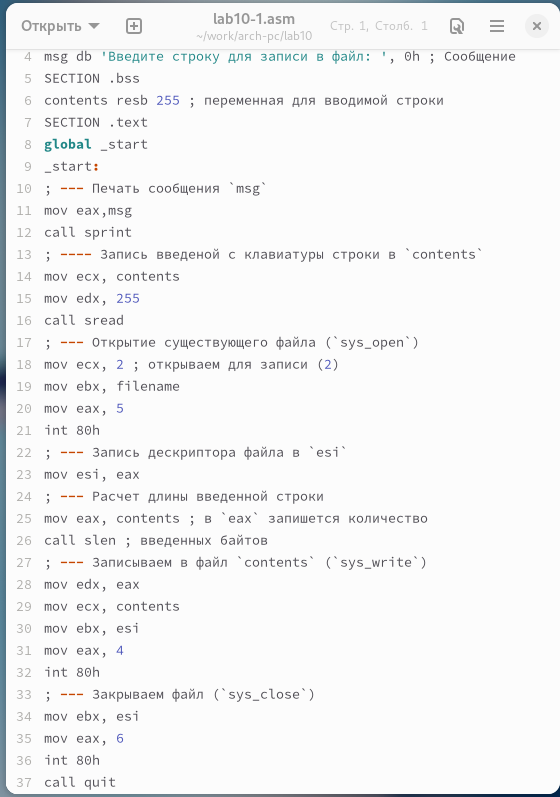 Открыть
lab10-1.asm
~/work/arch-pc/lab10
Стр. 1, Столб. 1
4 msg db 'Введите строку для записи в файл: ', 0h ; Сообщение
5 SECTION .bss
6 contents resb 255 ; переменная для вводимой строки
7 SECTION .text
8 global _start
9 _start:
10 ; --- Печать сообщения `msg`
11 mov eax,msg
12 call sprint
13 ; ---- Запись введеной с клавиатуры строки в `contents`
14 mov ecx, contents
15 mov edx, 255
16 call sread
17 ; --- Открытие существующего файла (`sys_open`)
18 mov ecx, 2 ; открываем для записи (2)
19 mov ebx, filename
20 mov eax, 5
21 int 80h
22 ; --- Запись дескриптора файла в `esi`
23 mov esi, eax
24 ; --- Расчет длины введенной строки
25 mov eax, contents ; в `eax` запишется количество
26 call slen ; введенных байтов
27 ; --- Записываем в файл `contents` (`sys_write`)
28 mov edx, eax
29 mov ecx, contents
30 mov ebx, esi
31 mov eax, 4
32 int 80h
33 ; --- Закрываем файл (`sys_close`)
34 mov ebx, esi
35 mov eax, 6
36 int 80h
37 call quit